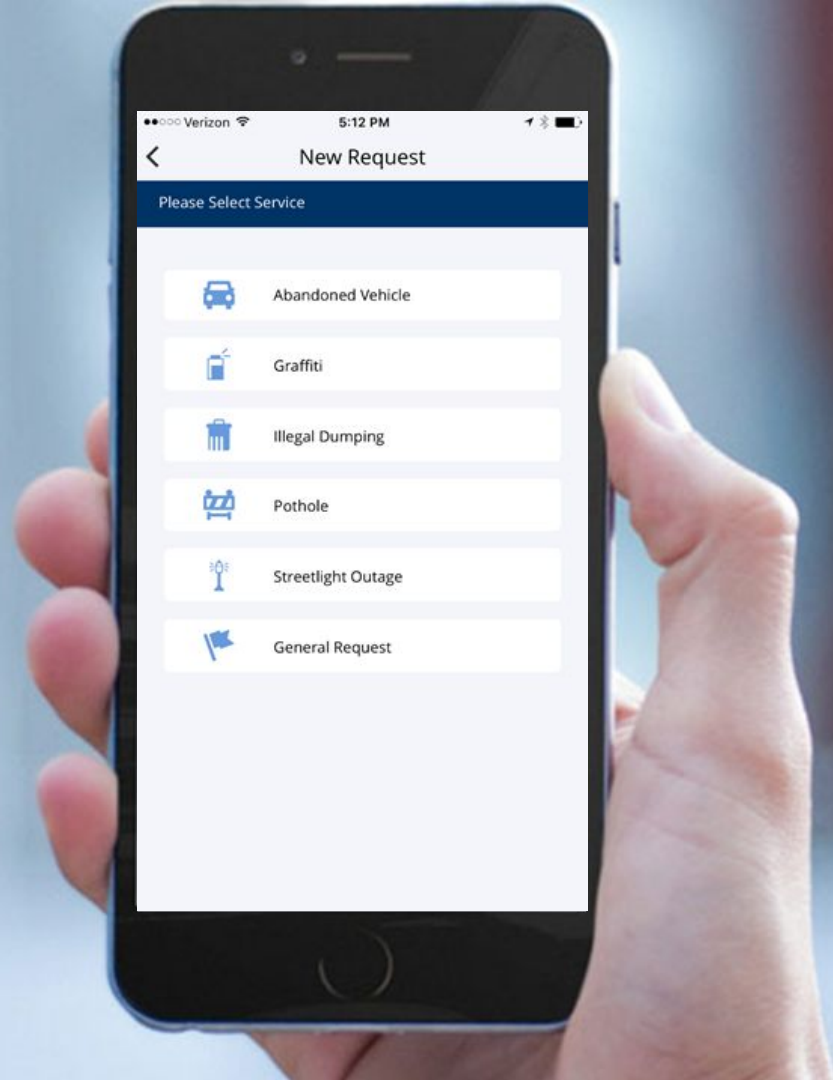 Verizon
5:12 PM
New Request
Please Select Service
Abandoned Vehicle
Graffiti
Illegal Dumping
Pothole
Streetlight Outage
General Request